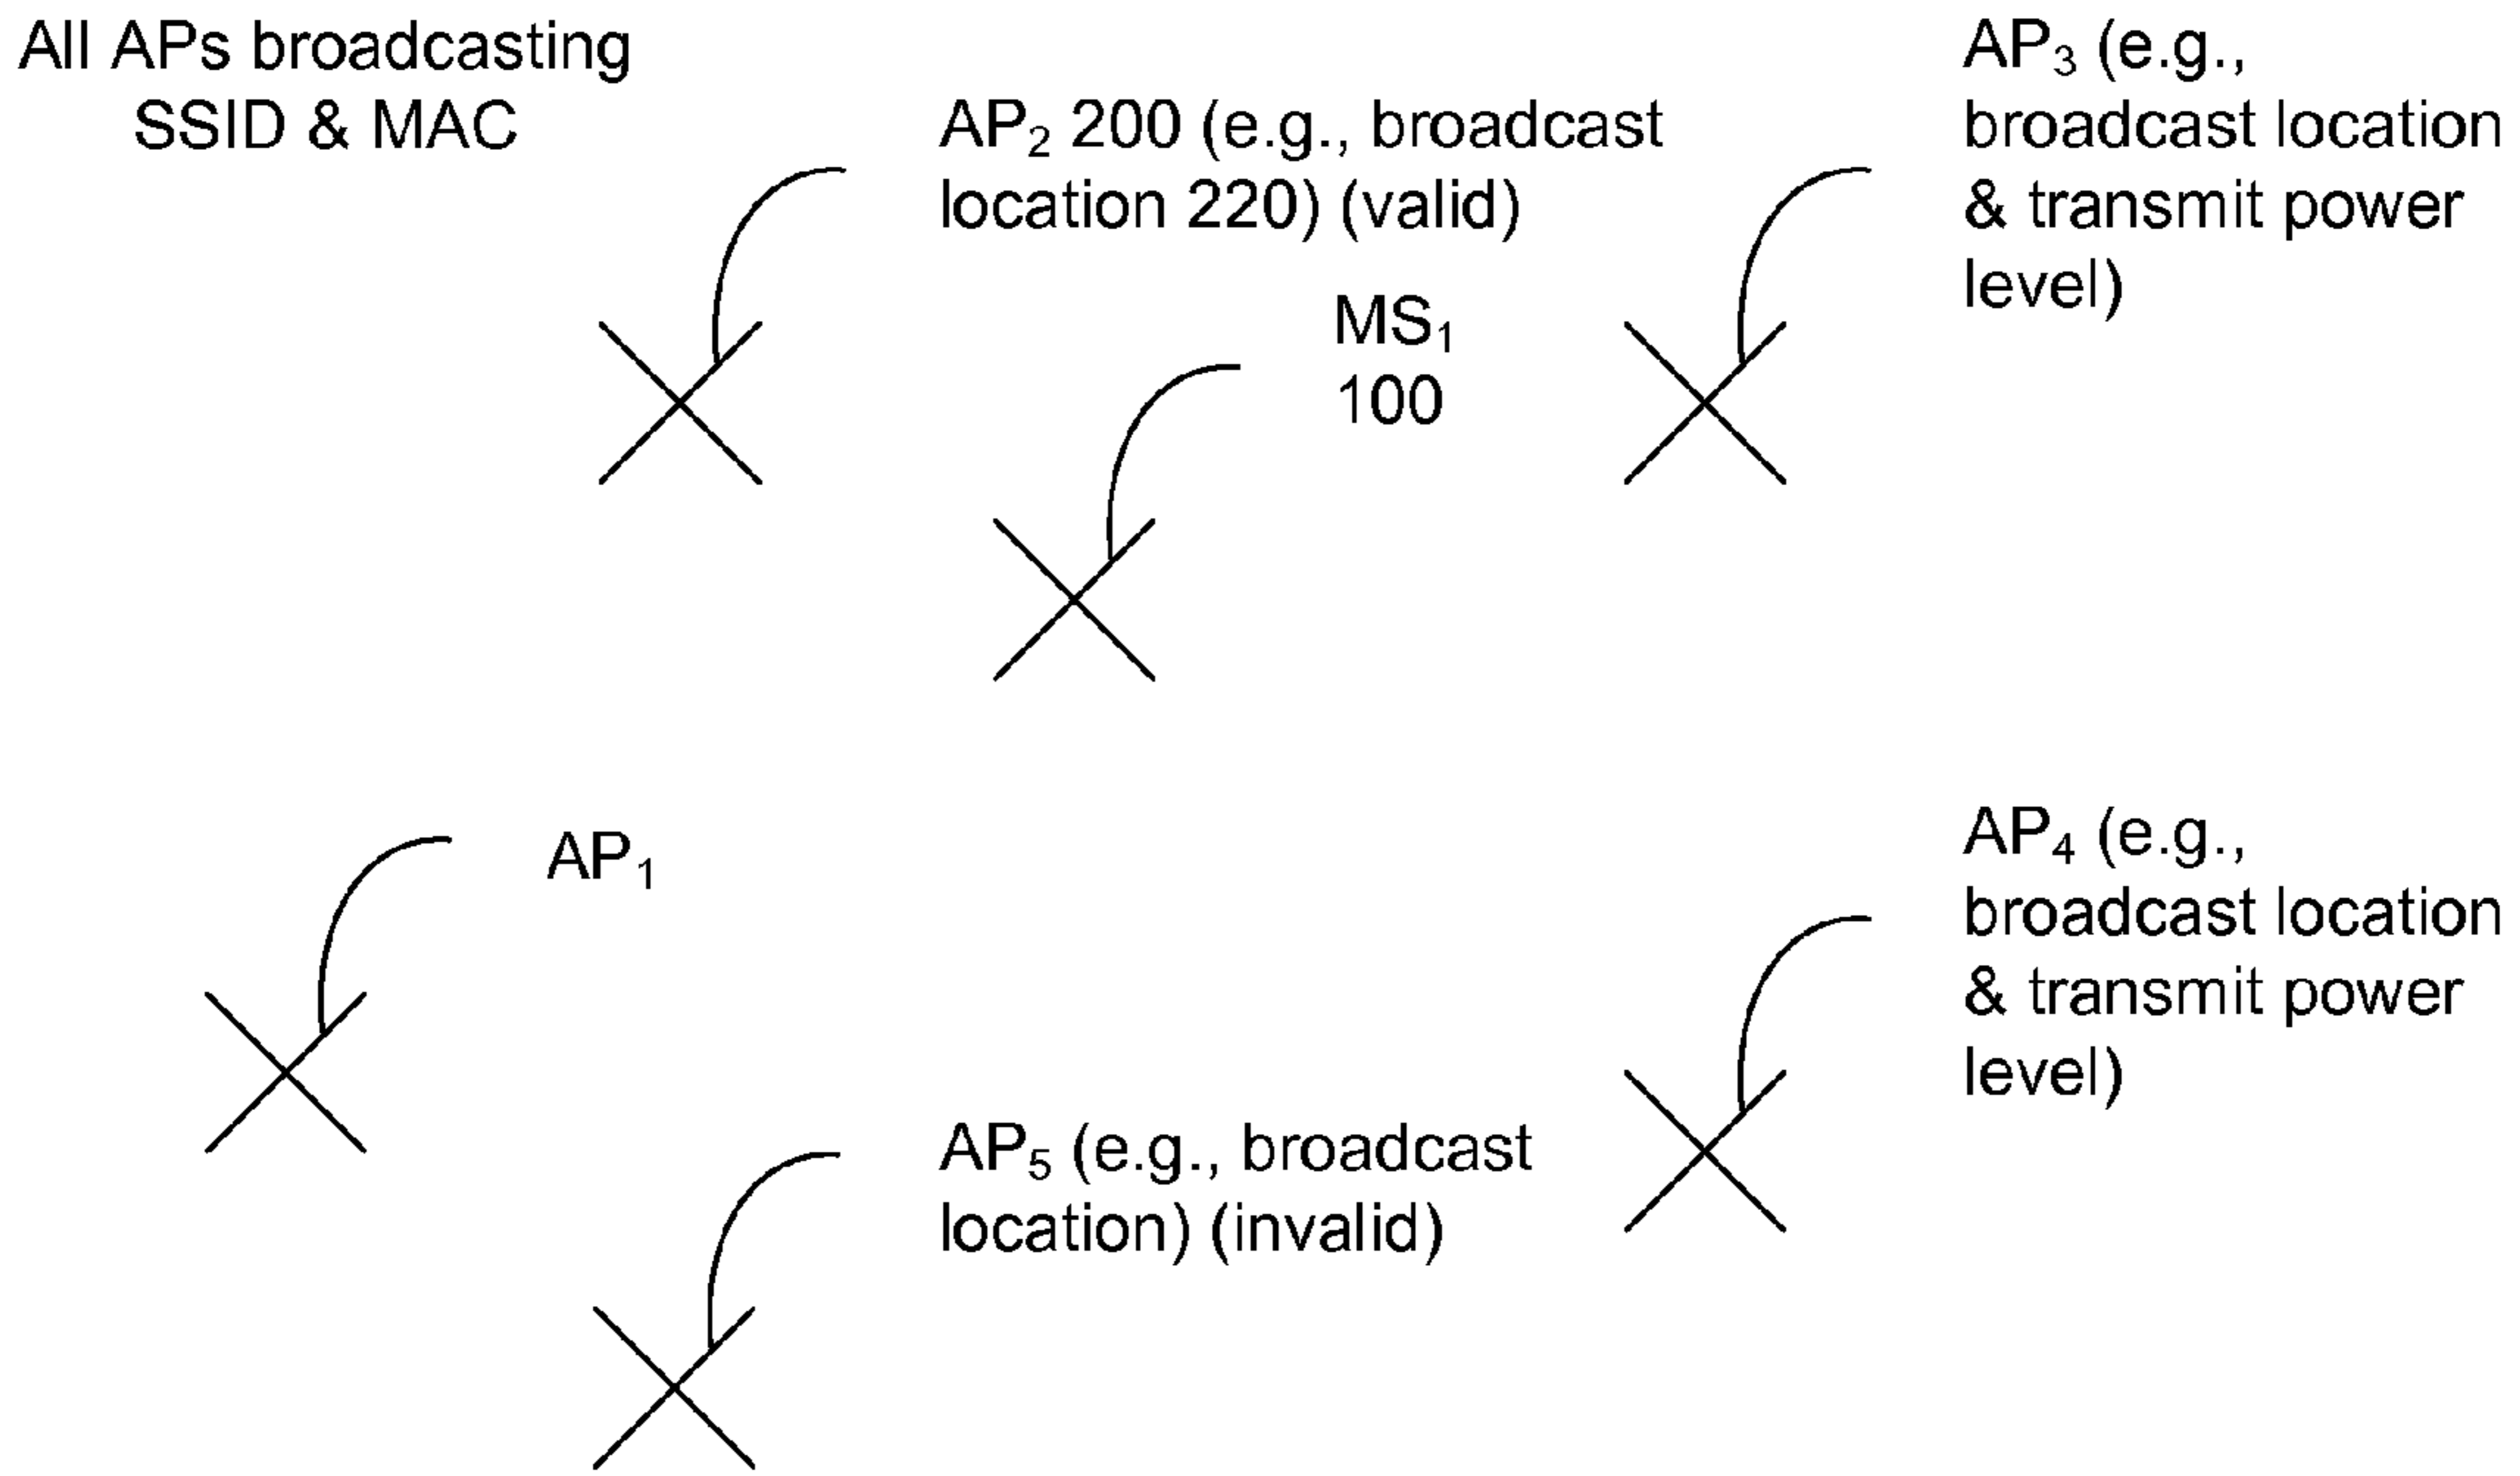 All APs broadcasting
SSID & MAC
AP₂ 200 (e.g., broadcast
location 220) (valid)
AP₃ (e.g.,
broadcast location
& transmit power
level)
MS₁
100
AP₁
AP₄ (e.g.,
broadcast location
& transmit power
level)
AP₅ (e.g., broadcast
location) (invalid)